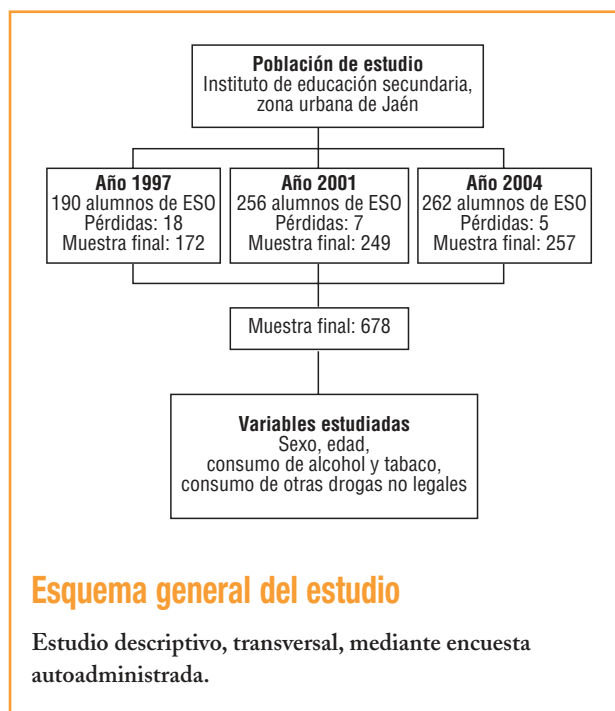 Población de estudio
Instituto de educación secundaria,
zona urbana de Jaén
Año 1997
190 alumnos de ESO
Pérdidas: 18
Muestra final: 172
Año 2001
256 alumnos de ESO
Pérdidas: 7
Muestra final: 249
Año 2004
262 alumnos de ESO
Pérdidas: 5
Muestra final: 257
Muestra final: 678
Variables estudiadas
Sexo, edad,
consumo de alcohol y tabaco,
consumo de otras drogas no legales
Esquema general del estudio
Estudio descriptivo, transversal, mediante encuesta
autoadministrada.